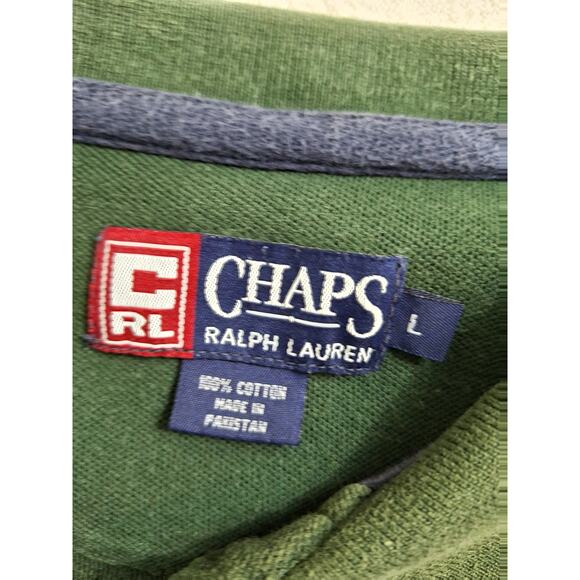 C
RL
CHAPS
RALPH LAUREN
L
100% COTTON
MADE IN
PAKISTAN